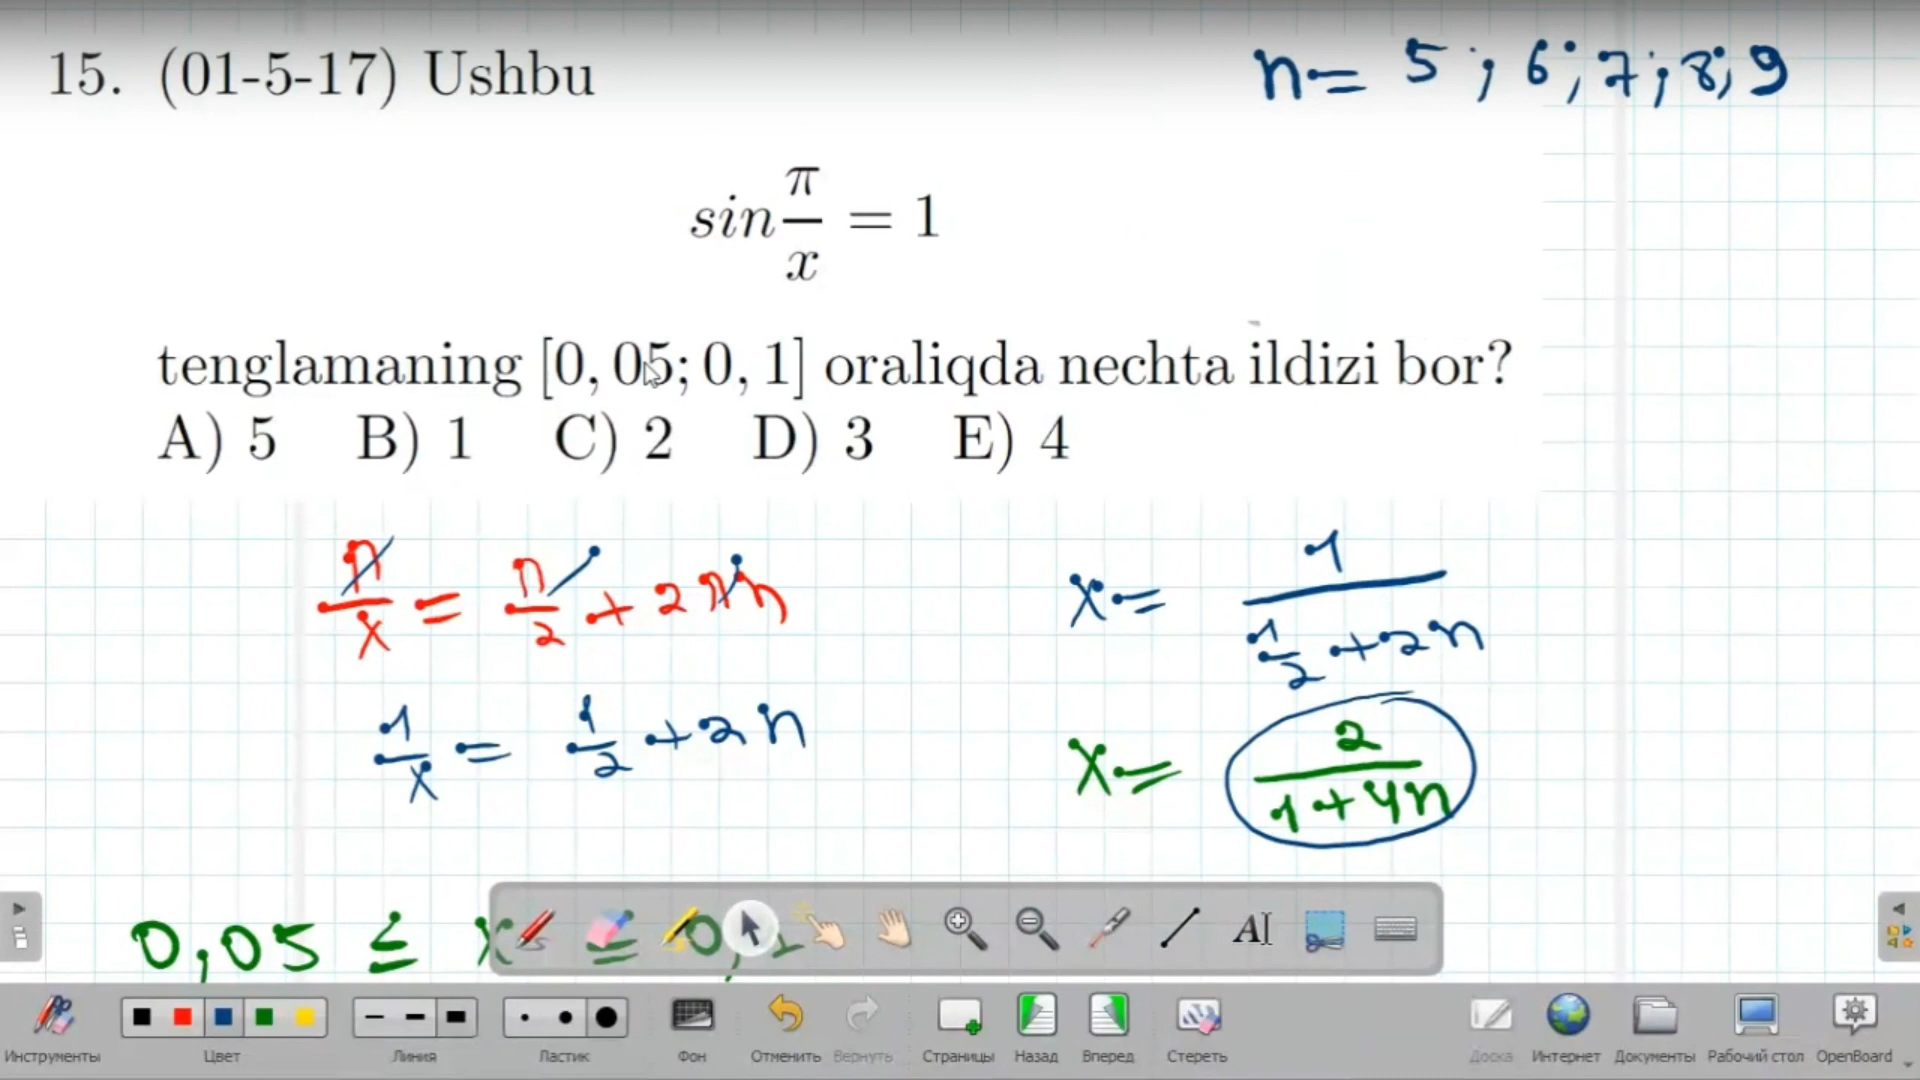 15. (01-5-17) Ushbu
n = 5 ; 6 ; 7 ; 8 ; 9
sin π/x = 1
tenglamaning [0, 05; 0, 1] oraliqda nechta ildizi bor?
A) 5 B) 1 C) 2 D) 3 E) 4
π/x = π/2 + 2πn
x = 1/(1/2 + 2n)
1/x = 1/2 + 2n
x = 2/(1+4n)
0,05 ≤ x ≤ 0,1
Инструменты Цвет Линия Ластик Фон Отменить Вернуть Страницы Назад Вперед Стереть Доска Интернет Документы Рабочий стол OpenBoard